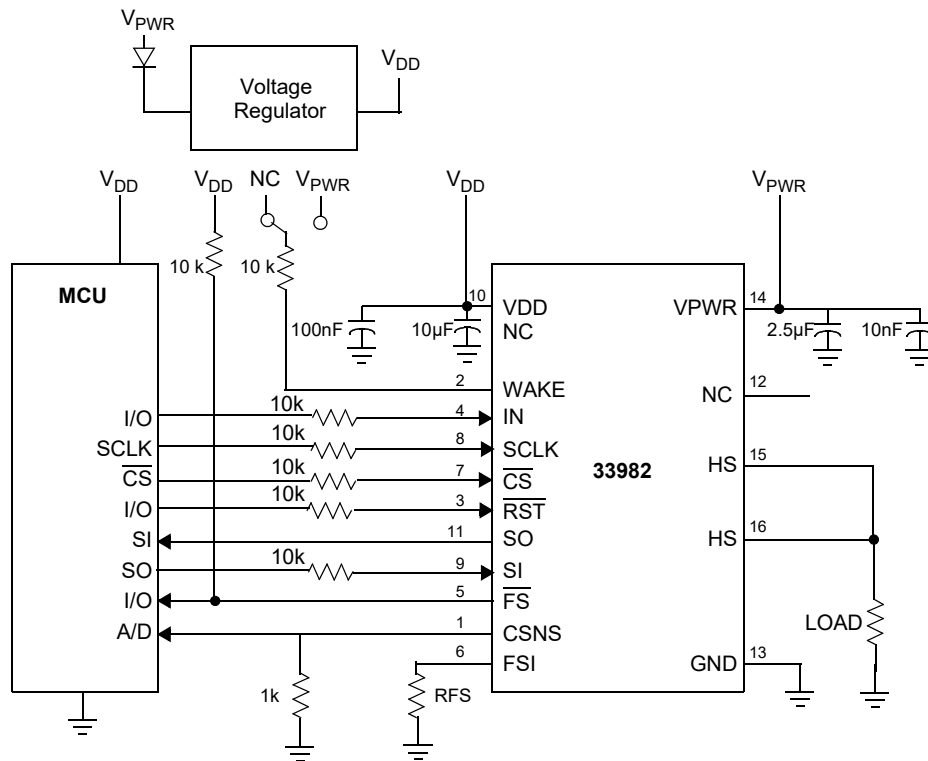 VPWR
Voltage
Regulator
VDD
VDD
VDD
NC
VPWR
VDD
VPWR
10 k
10 k
MCU
100nF
10µF
10
VDD
NC
VPWR
14
2.5µF
10nF
2
WAKE
NC
12
I/O
10k
4
IN
SCLK
10k
8
SCLK
33982
HS
15
CS
10k
7
CS
I/O
10k
3
RST
SI
11
SO
HS
16
SO
10k
9
SI
I/O
5
FS
LOAD
A/D
1
CSNS
6
FSI
GND
13
1k
RFS